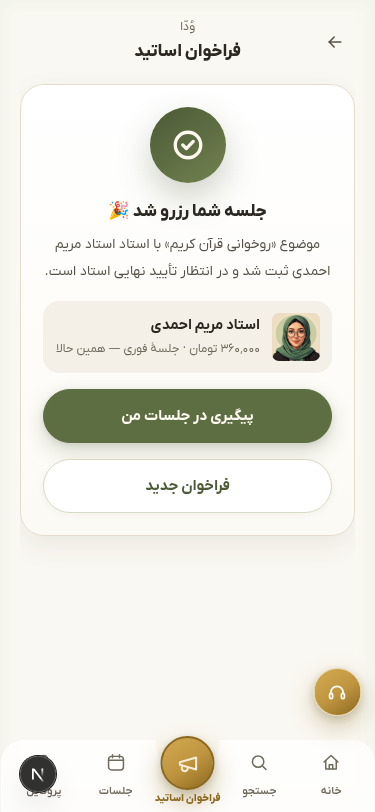 وُدّا
فراخوان اساتید
جلسه شما رزرو شد 🎉
موضوع «روخوانی قرآن کریم» با استاد استاد مریم
احمدی ثبت شد و در انتظار تأیید نهایی استاد است.
استاد مریم احمدی
۳۶۰,۰۰۰ تومان · جلسهٔ فوری — همین حالا
پیگیری در جلسات من
فراخوان جدید
خانه
جستجو
فراخوان اساتید
جلسات
N